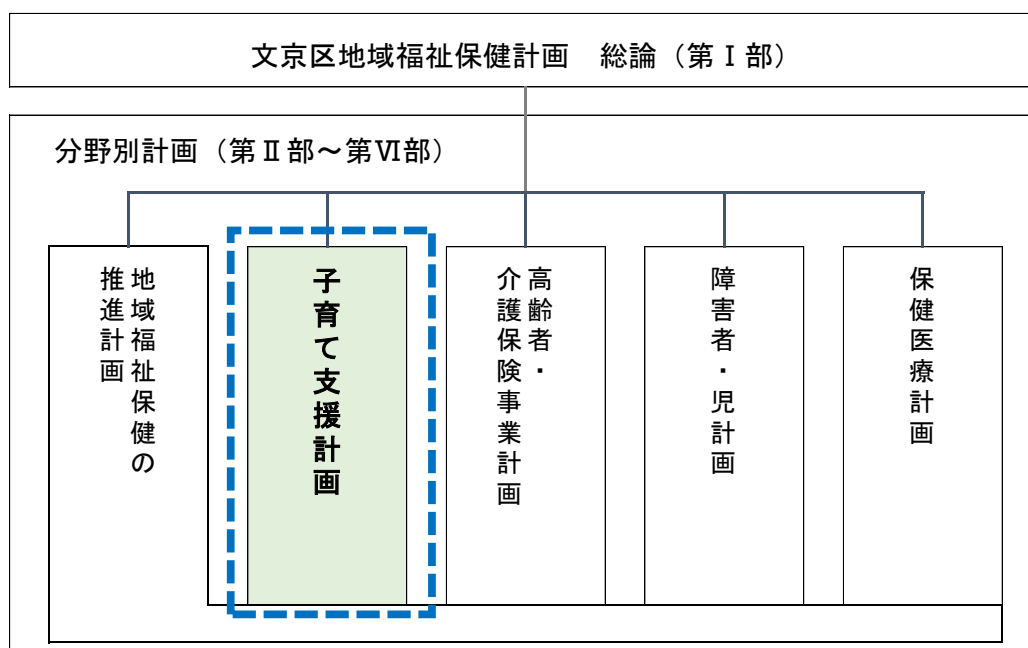 文京区地域福祉保健計画　総論（第Ⅰ部）
分野別計画（第Ⅱ部～第Ⅵ部）
地域福祉保健の
推進計画
子育て支援計画
高齢者・
介護保険事業計画
障害者・児計画
保健医療計画